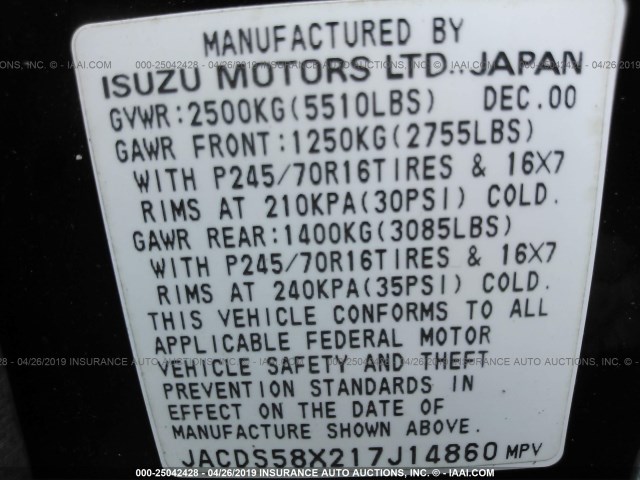 MANUFACTURED BY
ISUZU MOTORS LTD. JAPAN
GVWR:2500KG(5510LBS) DEC.00
GAWR FRONT:1250KG(2755LBS)
WITH P245/70R16TIRES & 16X7
RIMS AT 210KPA(30PSI) COLD.
GAWR REAR:1400KG(3085LBS)
WITH P245/70R16TIRES & 16X7
RIMS AT 240KPA(35PSI) COLD.
THIS VEHICLE CONFORMS TO ALL
APPLICABLE FEDERAL MOTOR
VEHICLE SAFETY AND THEFT
PREVENTION STANDARDS IN
EFFECT ON THE DATE OF
MANUFACTURE SHOWN ABOVE.
JACDS58X217J14860 MPV
000-25042428 - 04/26/2019 INSURANCE AUTO AUCTIONS, INC. - IAAI.COM